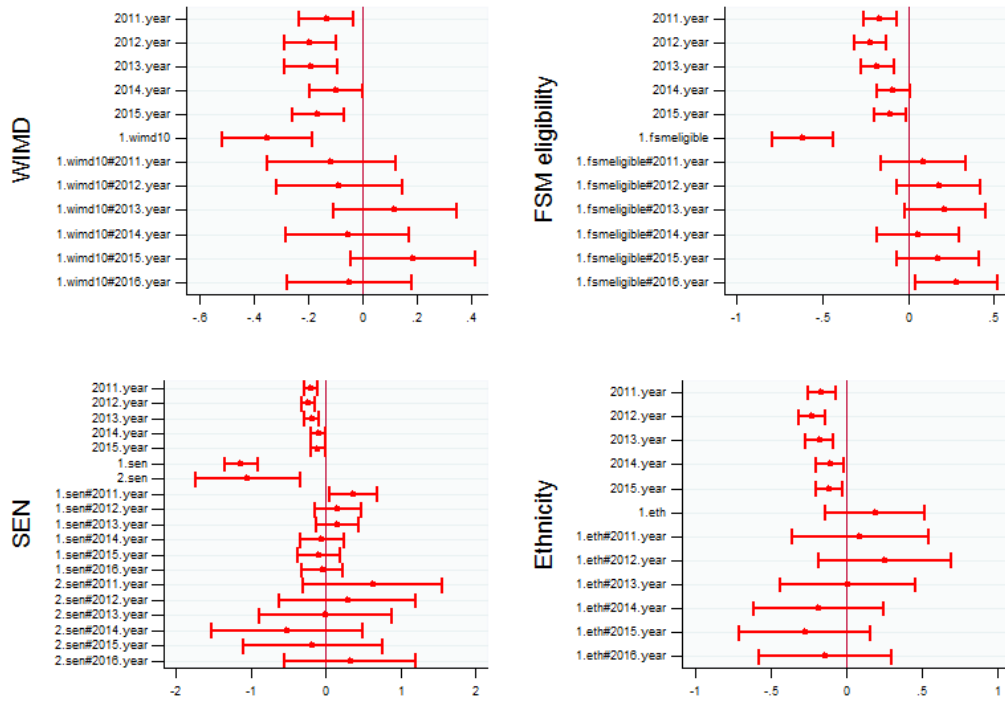 WIMD
2011.year
2012.year
2013.year
2014.year
2015.year
1.wimd10
1.wimd10#2011.year
1.wimd10#2012.year
1.wimd10#2013.year
1.wimd10#2014.year
1.wimd10#2015.year
1.wimd10#2016.year
-.6 -.4 -.2 0 .2 .4
FSM eligibility
2011.year
2012.year
2013.year
2014.year
2015.year
1.fsmeligible
1.fsmeligible#2011.year
1.fsmeligible#2012.year
1.fsmeligible#2013.year
1.fsmeligible#2014.year
1.fsmeligible#2015.year
1.fsmeligible#2016.year
-1 -.5 0 .5
SEN
2011.year
2012.year
2013.year
2014.year
2015.year
1.sen
2.sen
1.sen#2011.year
1.sen#2012.year
1.sen#2013.year
1.sen#2014.year
1.sen#2015.year
1.sen#2016.year
2.sen#2011.year
2.sen#2012.year
2.sen#2013.year
2.sen#2014.year
2.sen#2015.year
2.sen#2016.year
-2 -1 0 1 2
Ethnicity
2011.year
2012.year
2013.year
2014.year
2015.year
1.eth
1.eth#2011.year
1.eth#2012.year
1.eth#2013.year
1.eth#2014.year
1.eth#2015.year
1.eth#2016.year
-1 -.5 0 .5 1